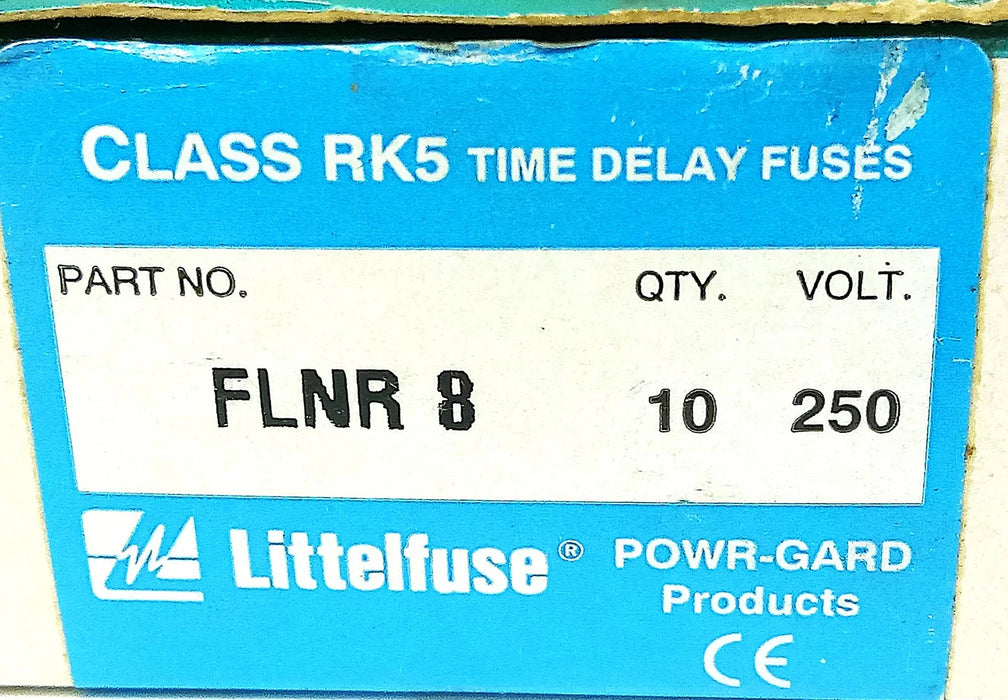 CLASS RK5 TIME DELAY FUSES
PART NO. QTY. VOLT.
FLNR 8 10 250
Littelfuse® POWR-GARD
Products
CE